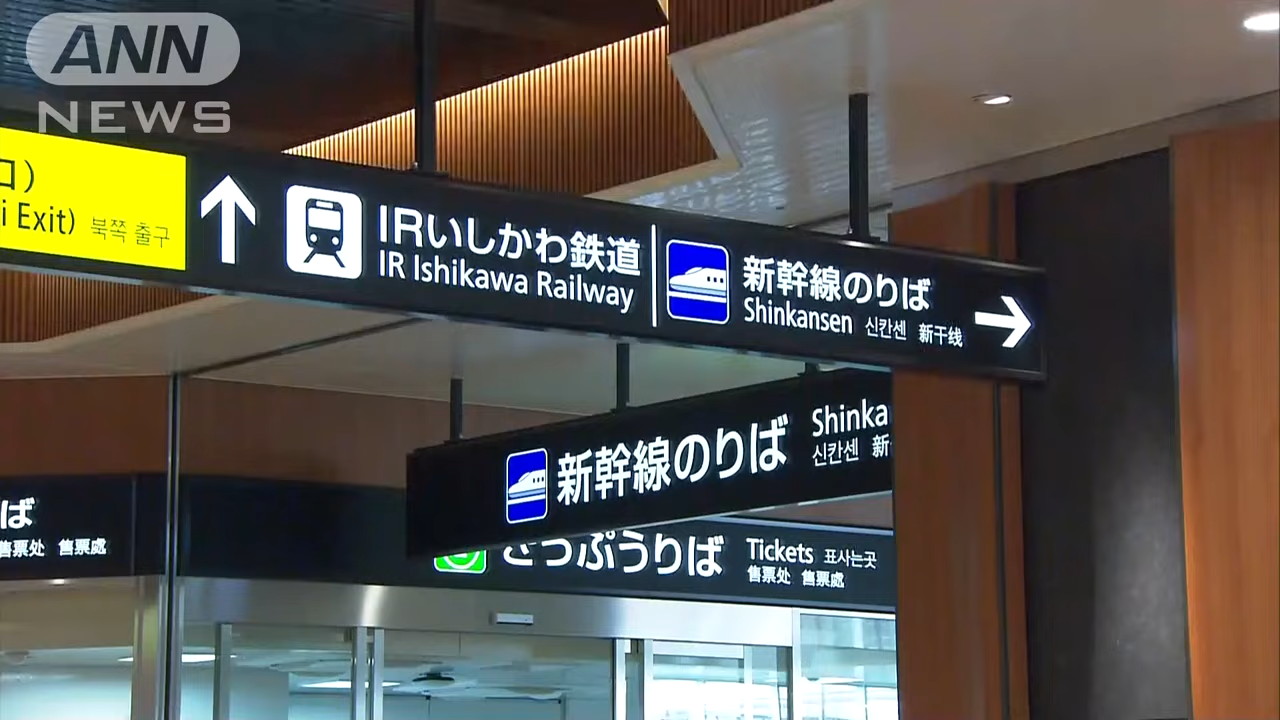 ANN
NEWS
口)
i Exit) 북쪽 출구
IRいしかわ鉄道
IR Ishikawa Railway
新幹線のりば
Shinkansen 신칸센 新干线
新幹線のりば
Shinka
신칸센 新
ば
售票处 售票處
きっぷうりば
Tickets 표사는곳
售票处 售票處